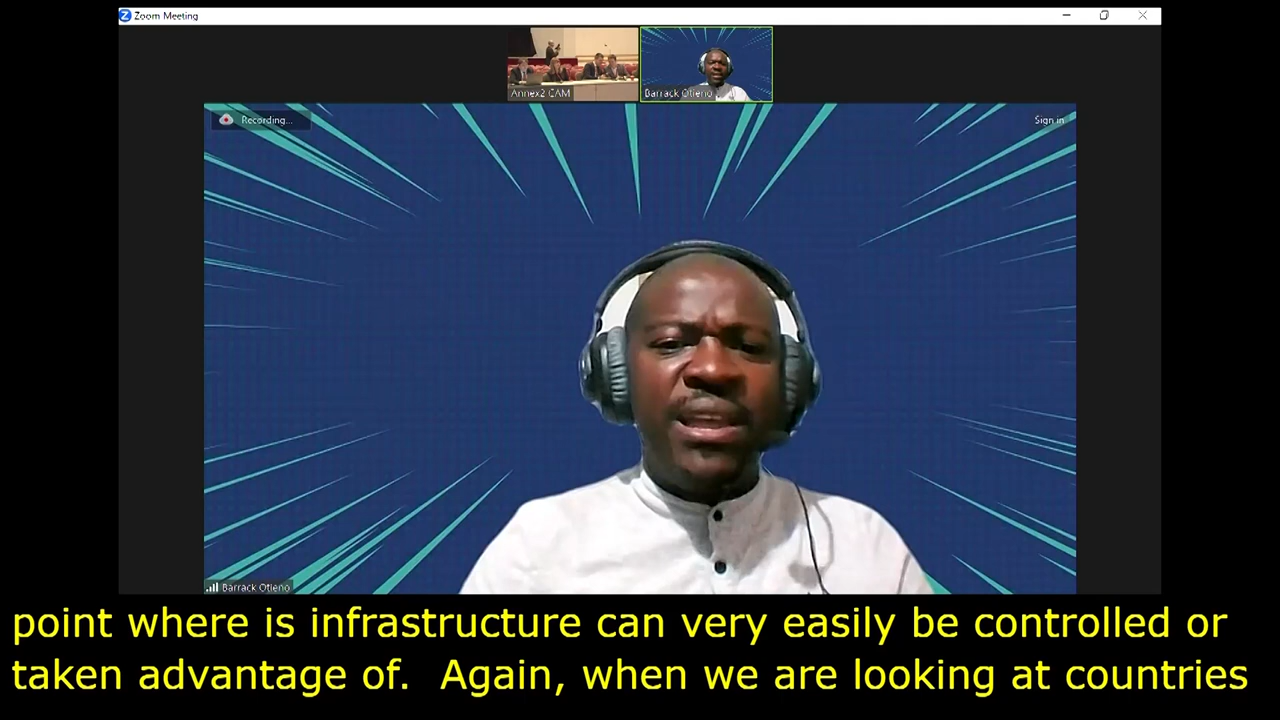 Zoom Meeting
Annex2 CAM
Barrack Otieno
Recording...
Sign in
Barrack Otieno
point where is infrastructure can very easily be controlled or
taken advantage of.  Again, when we are looking at countries